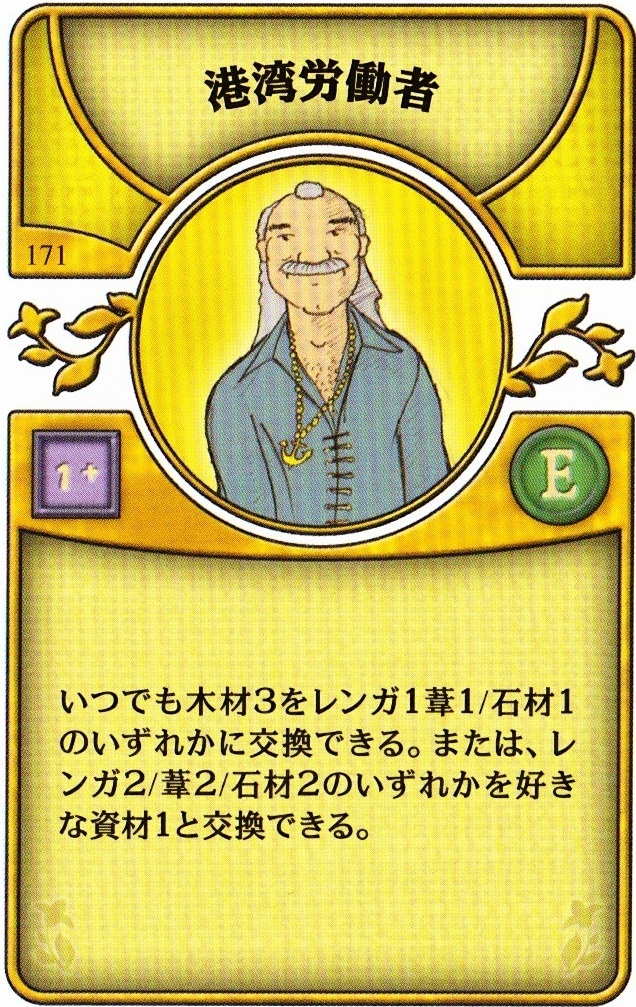 港湾労働者
171
1+
E
いつでも木材3をレンガ1葦1/石材1
のいずれかに交換できる。または、レ
ンガ2/葦2/石材2のいずれかを好き
な資材1と交換できる。